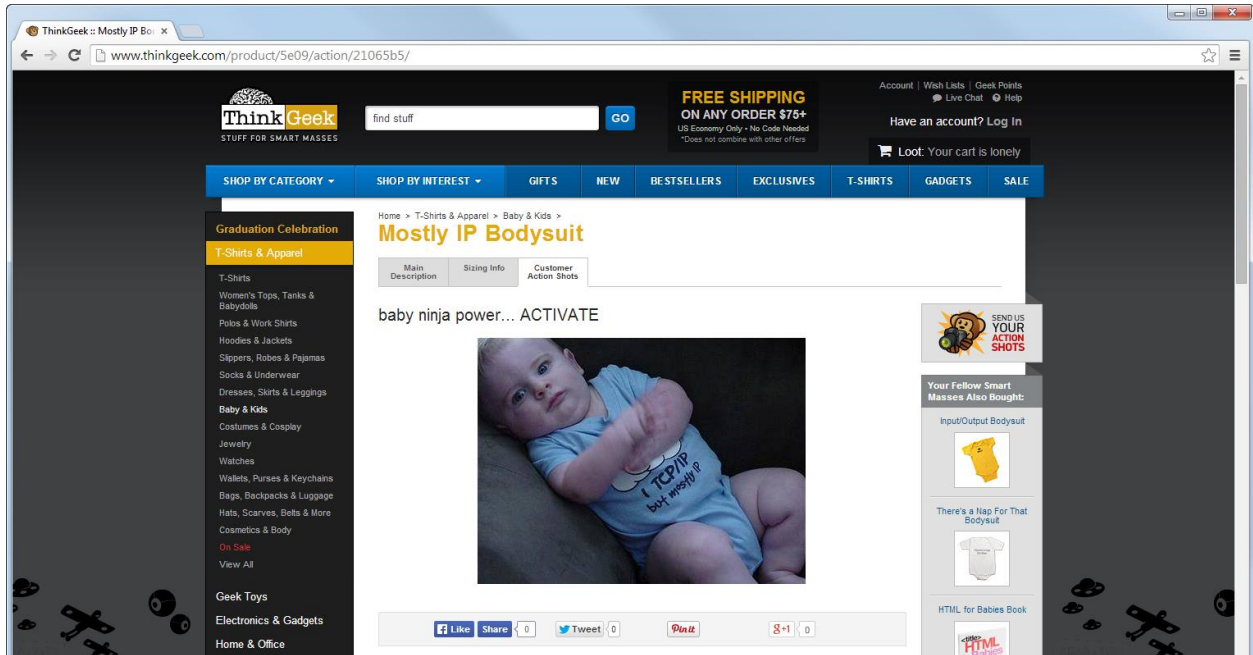 ThinkGeek :: Mostly IP Bo
www.thinkgeek.com/product/5e09/action/21065b5/
Think Geek
STUFF FOR SMART MASSES
find stuff
GO
FREE SHIPPING
ON ANY ORDER $75+
US Economy Only • No Code Needed
*Does not combine with other offers
Account | Wish Lists | Geek Points
Live Chat Help
Have an account? Log In
Loot: Your cart is lonely
SHOP BY CATEGORY SHOP BY INTEREST GIFTS NEW BESTSELLERS EXCLUSIVES T-SHIRTS GADGETS SALE
Graduation Celebration
T-Shirts & Apparel
T-Shirts
Women's Tops, Tanks &
Babydolls
Polos & Work Shirts
Hoodies & Jackets
Slippers, Robes & Pajamas
Socks & Underwear
Dresses, Skirts & Leggings
Baby & Kids
Costumes & Cosplay
Jewelry
Watches
Wallets, Purses & Keychains
Bags, Backpacks & Luggage
Hats, Scarves, Belts & More
Cosmetics & Body
On Sale
View All
Geek Toys
Electronics & Gadgets
Home & Office
Home > T-Shirts & Apparel > Baby & Kids >
Mostly IP Bodysuit
Main
Description
Sizing Info
Customer
Action Shots
baby ninja power... ACTIVATE
I TCP/IP
but mostly IP
Like Share 0 Tweet 0 Pin it g+1 0
SEND US
YOUR
ACTION
SHOTS
Your Fellow Smart
Masses Also Bought:
Input/Output Bodysuit
There's a Nap For That
Bodysuit
HTML for Babies Book
<title>
HTML
Babies